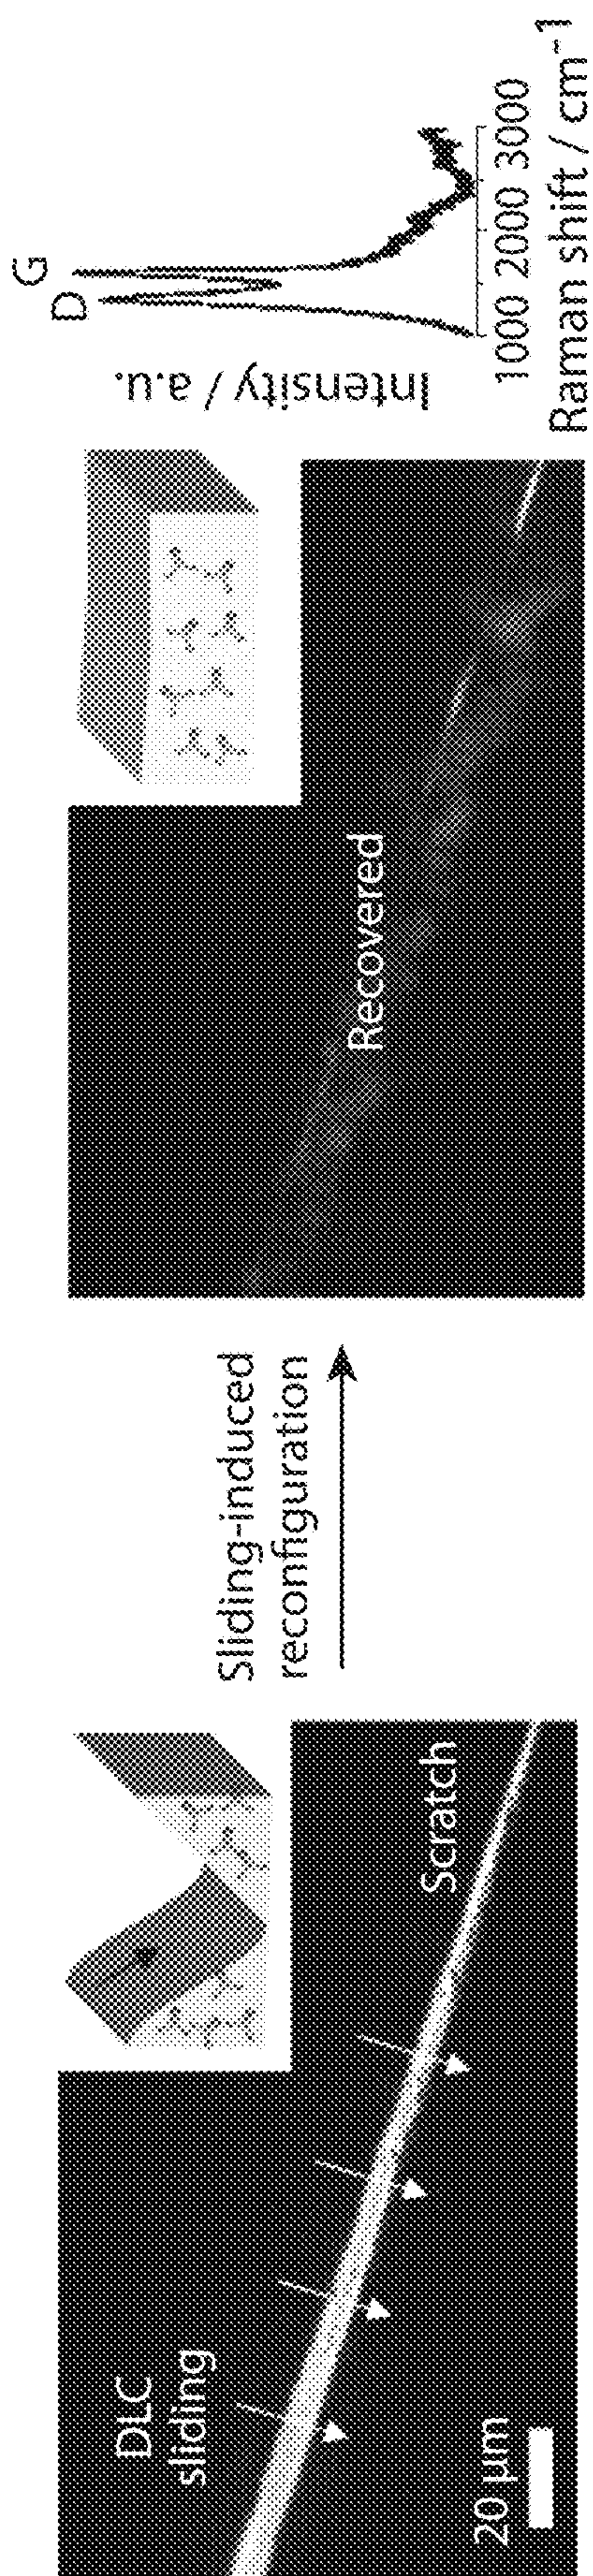 DLC
sliding
Scratch
20 μm
Sliding-induced
reconfiguration
Recovered
D
G
Intensity / a.u.
1000 2000 3000
Raman shift / cm⁻¹